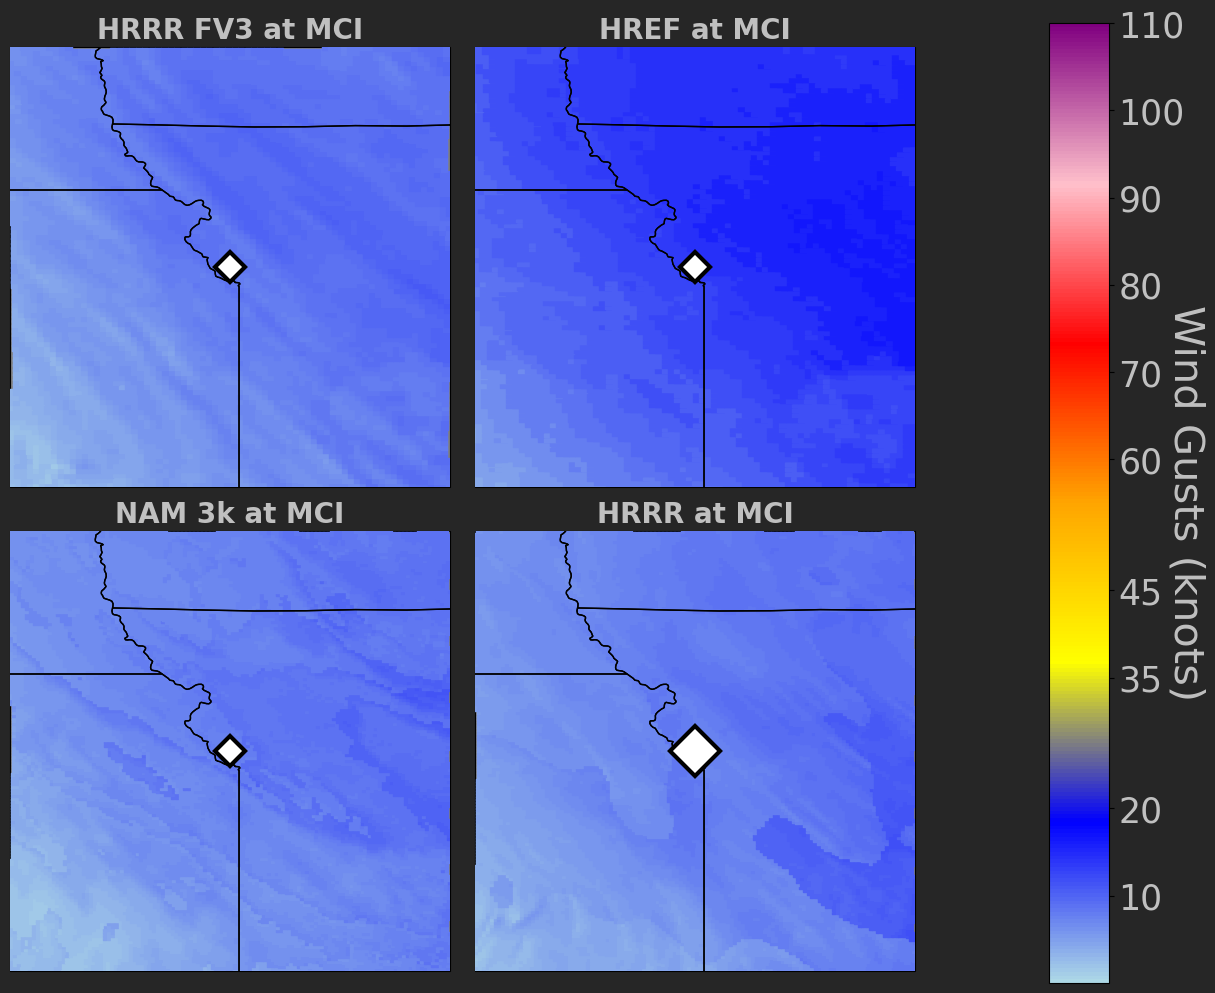 HRRR FV3 at MCI
HREF at MCI
NAM 3k at MCI
HRRR at MCI
110
100
90
80
70
60
45
35
20
10
Wind Gusts (knots)